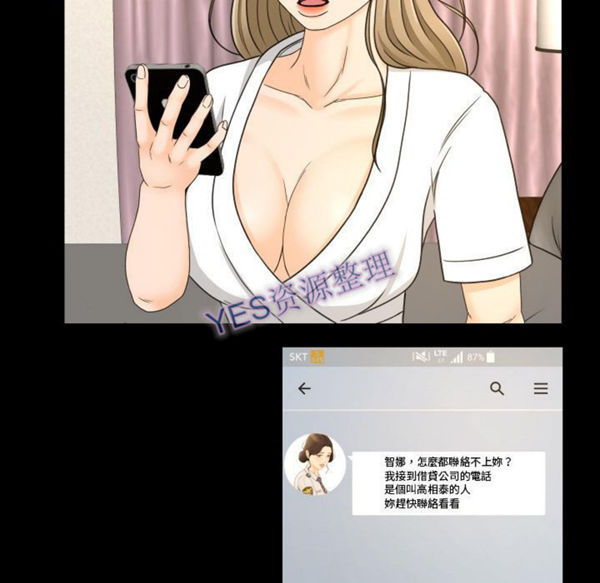 YES资源整理
SKT
LTE
87%
智娜，怎麼都聯絡不上妳？
我接到借貸公司的電話
是個叫高相泰的人
妳趕快聯絡看看